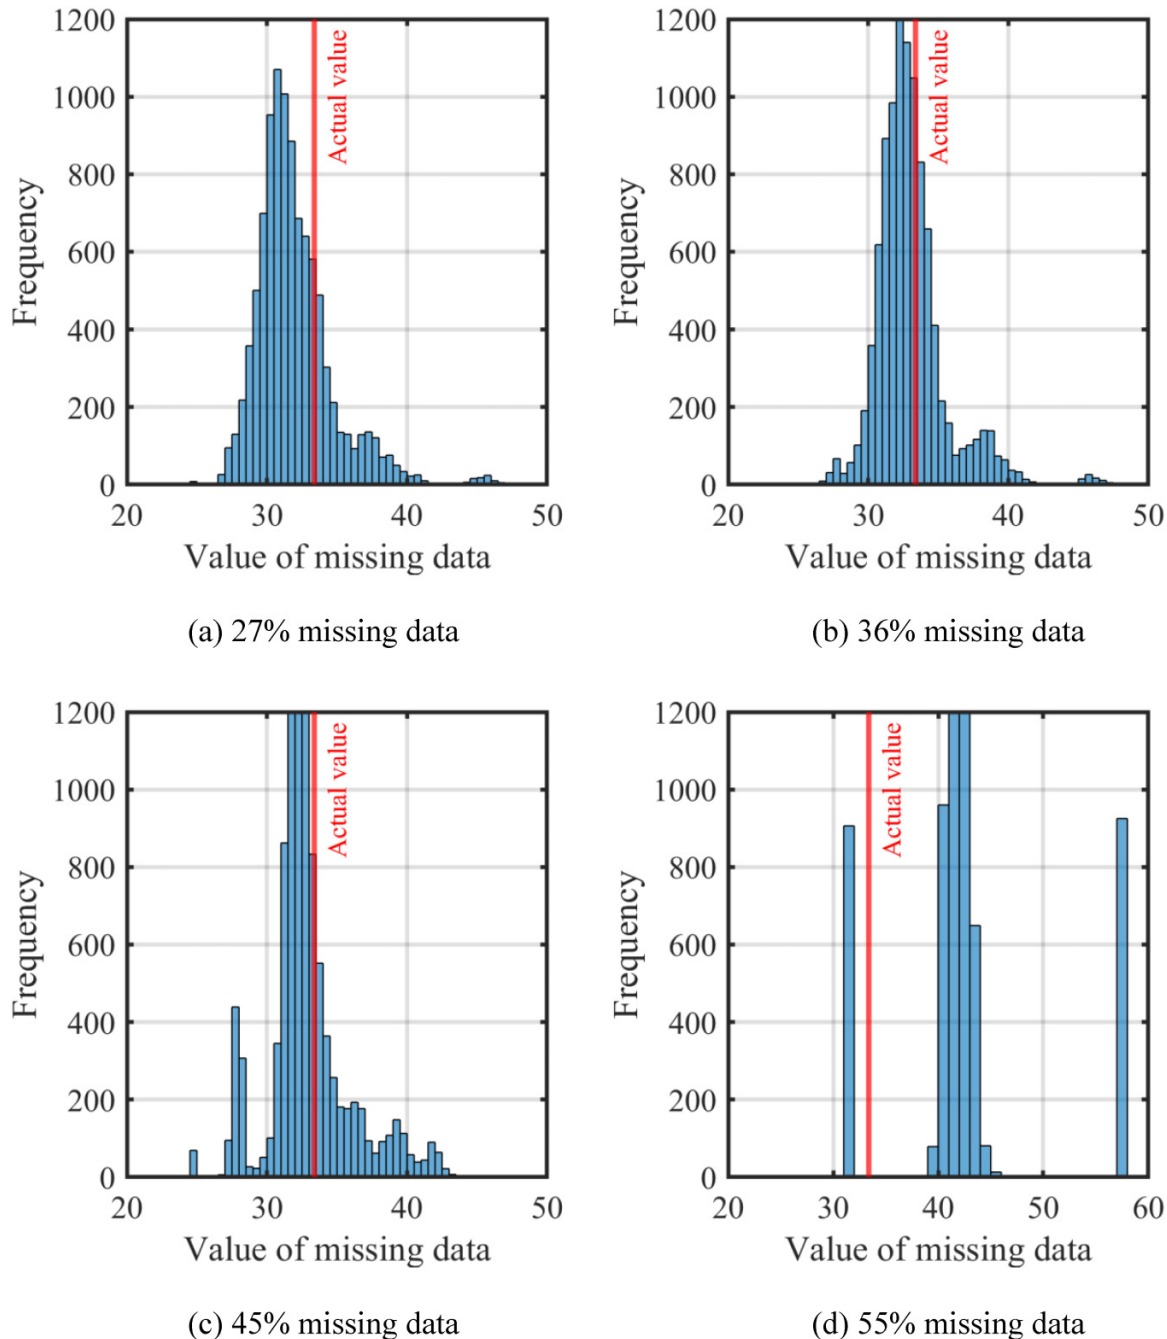 1200
1000
800
600
400
200
0
Frequency
Actual value
20 30 40 50
Value of missing data
(a) 27% missing data
1200
1000
800
600
400
200
0
Frequency
Actual value
20 30 40 50
Value of missing data
(b) 36% missing data
1200
1000
800
600
400
200
0
Frequency
Actual value
20 30 40 50
Value of missing data
(c) 45% missing data
1200
1000
800
600
400
200
0
Frequency
Actual value
20 30 40 50 60
Value of missing data
(d) 55% missing data